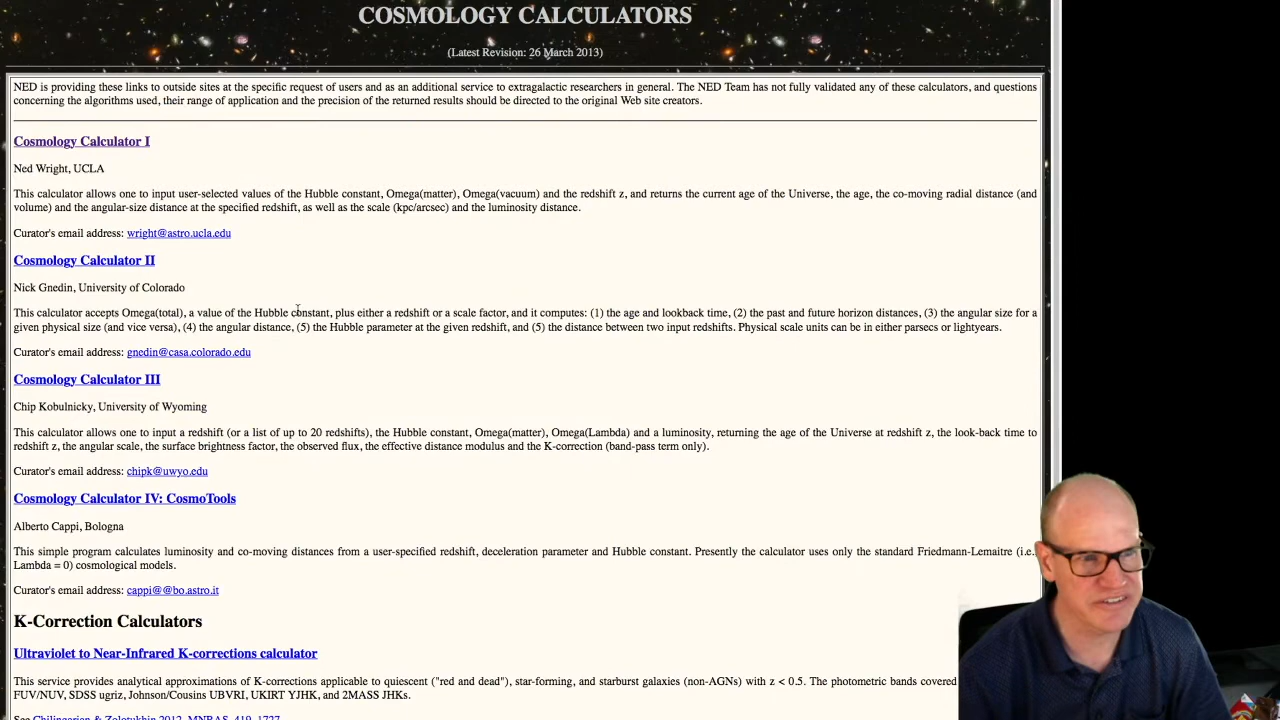 COSMOLOGY CALCULATORS
(Latest Revision: 26 March 2013)
NED is providing these links to outside sites at the specific request of users and as an additional service to extragalactic researchers in general. The NED Team has not fully validated any of these calculators, and questions
concerning the algorithms used, their range of application and the precision of the returned results should be directed to the original Web site creators.
Cosmology Calculator I
Ned Wright, UCLA
This calculator allows one to input user-selected values of the Hubble constant, Omega(matter), Omega(vacuum) and the redshift z, and returns the current age of the Universe, the age, the co-moving radial distance (and
volume) and the angular-size distance at the specified redshift, as well as the scale (kpc/arcsec) and the luminosity distance.
Curator's email address: wright@astro.ucla.edu
Cosmology Calculator II
Nick Gnedin, University of Colorado
This calculator accepts Omega(total), a value of the Hubble constant, plus either a redshift or a scale factor, and it computes: (1) the age and lookback time, (2) the past and future horizon distances, (3) the angular size for a
given physical size (and vice versa), (4) the angular distance, (5) the Hubble parameter at the given redshift, and (5) the distance between two input redshifts. Physical scale units can be in either parsecs or lightyears.
Curator's email address: gnedin@casa.colorado.edu
Cosmology Calculator III
Chip Kobulnicky, University of Wyoming
This calculator allows one to input a redshift (or a list of up to 20 redshifts), the Hubble constant, Omega(matter), Omega(Lambda) and a luminosity, returning the age of the Universe at redshift z, the look-back time to
redshift z, the angular scale, the surface brightness factor, the observed flux, the effective distance modulus and the K-correction (band-pass term only).
Curator's email address: chipk@uwyo.edu
Cosmology Calculator IV: CosmoTools
Alberto Cappi, Bologna
This simple program calculates luminosity and co-moving distances from a user-specified redshift, deceleration parameter and Hubble constant. Presently the calculator uses only the standard Friedmann-Lemaitre (i.e.
Lambda = 0) cosmological models.
Curator's email address: cappi@@bo.astro.it
K-Correction Calculators
Ultraviolet to Near-Infrared K-corrections calculator
This service provides analytical approximations of K-corrections applicable to quiescent ("red and dead"), star-forming, and starburst galaxies (non-AGNs) with z < 0.5. The photometric bands covered
FUV/NUV, SDSS ugriz, Johnson/Cousins UBVRI, UKIRT YJHK, and 2MASS JHKs.
See Chilingarian & Zolotukhin 2012, MNRAS, 419, 1727